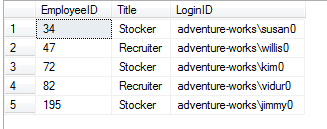 EmployeeID Title LoginID
1 34 Stocker adventure-works\susan0
2 47 Recruiter adventure-works\willis0
3 72 Stocker adventure-works\kim0
4 82 Recruiter adventure-works\vidur0
5 195 Stocker adventure-works\jimmy0